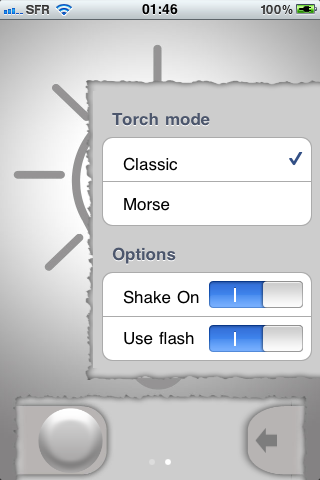 SFR 01:46 100%
Torch mode
Classic
Morse
Options
Shake On
Use flash